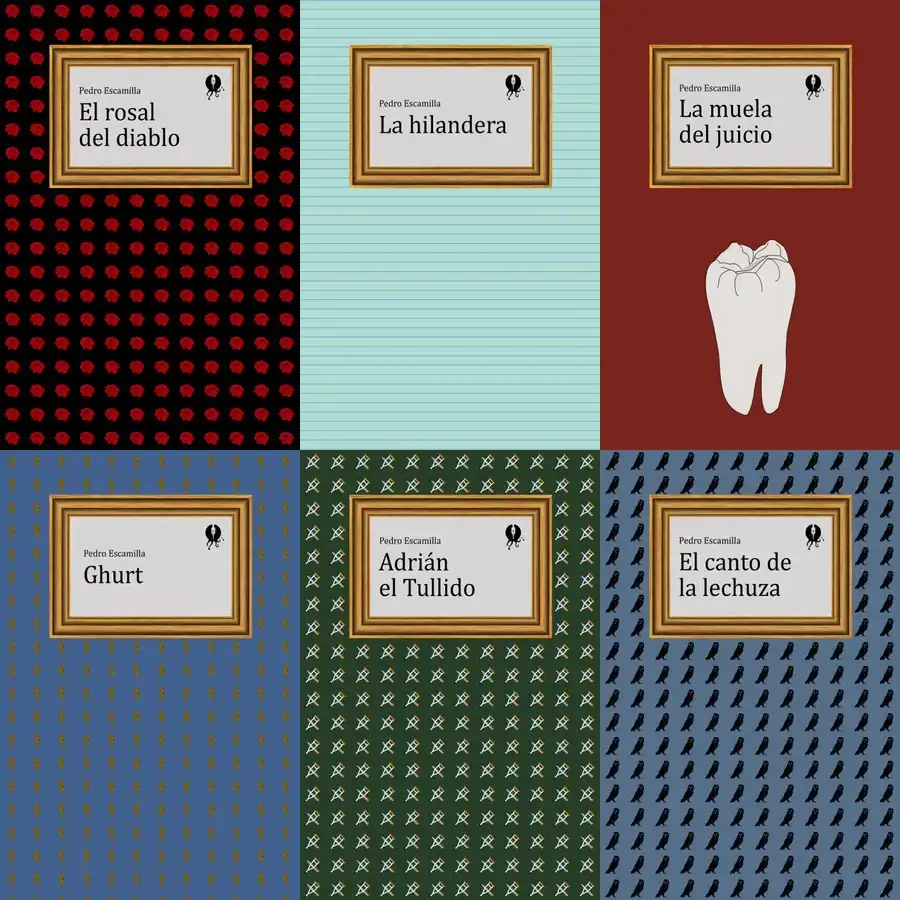 Pedro Escamilla
El rosal
del diablo
Pedro Escamilla
La hilandera
Pedro Escamilla
La muela
del juicio
Pedro Escamilla
Ghurt
Pedro Escamilla
Adrián
el Tullido
Pedro Escamilla
El canto de
la lechuza